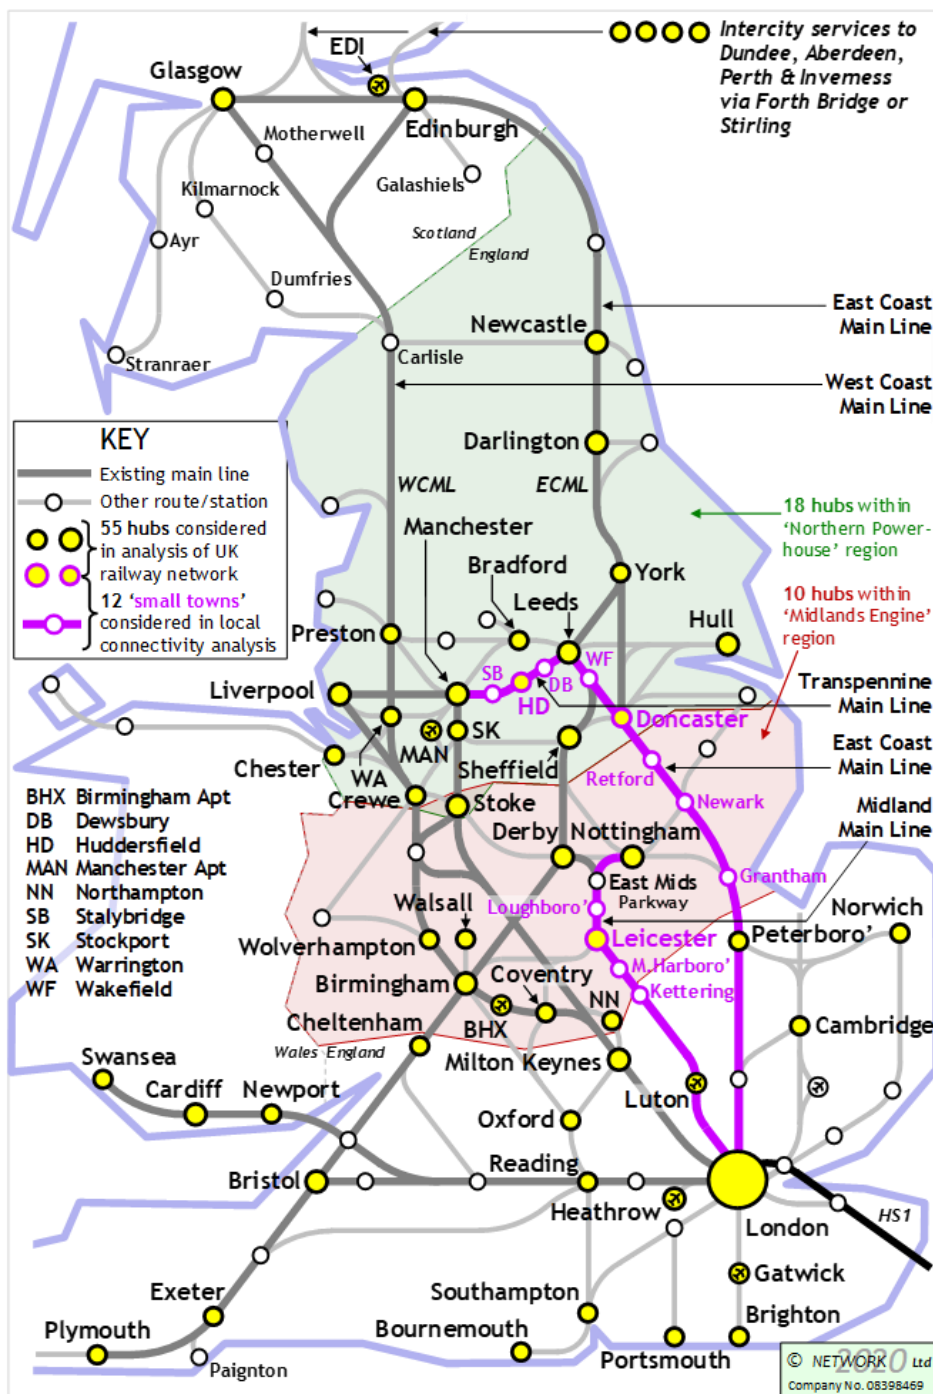 Intercity services to
Dundee, Aberdeen,
Perth & Inverness
via Forth Bridge or
Stirling
EDI
Glasgow
Edinburgh
Motherwell
Galashiels
Kilmarnock
Scotland
England
Ayr
Dumfries
East Coast
Main Line
Newcastle
Carlisle
Stranraer
West Coast
Main Line
Darlington
KEY
Existing main line
Other route/station
55 hubs considered
in analysis of UK
railway network
12 ‘small towns’
considered in local
connectivity analysis
WCML
ECML
18 hubs within
‘Northern Power-
house’ region
Manchester
Bradford
York
Leeds
10 hubs within
‘Midlands Engine’
region
Hull
Preston
WF
SB
DB
HD
Liverpool
Transpennine
Main Line
Doncaster
SK
MAN
East Coast
Main Line
Chester
WA
Sheffield
Retford
Crewe
Stoke
Newark
Midland
Main Line
BHX Birmingham Apt
DB Dewsbury
HD Huddersfield
MAN Manchester Apt
NN Northampton
SB Stalybridge
SK Stockport
WA Warrington
WF Wakefield
Derby
Nottingham
East Mids
Parkway
Grantham
Walsall
Loughboro’
Norwich
Wolverhampton
Leicester
Peterboro’
M.Harboro’
Birmingham
Coventry
Kettering
NN
BHX
Cheltenham
Cambridge
Wales England
Milton Keynes
Swansea
Cardiff
Newport
Luton
Oxford
Bristol
Reading
Heathrow
London
HS1
Gatwick
Exeter
Southampton
Brighton
Plymouth
Bournemouth
Portsmouth
Paignton
© NETWORK 2020 Ltd
Company No. 08398469